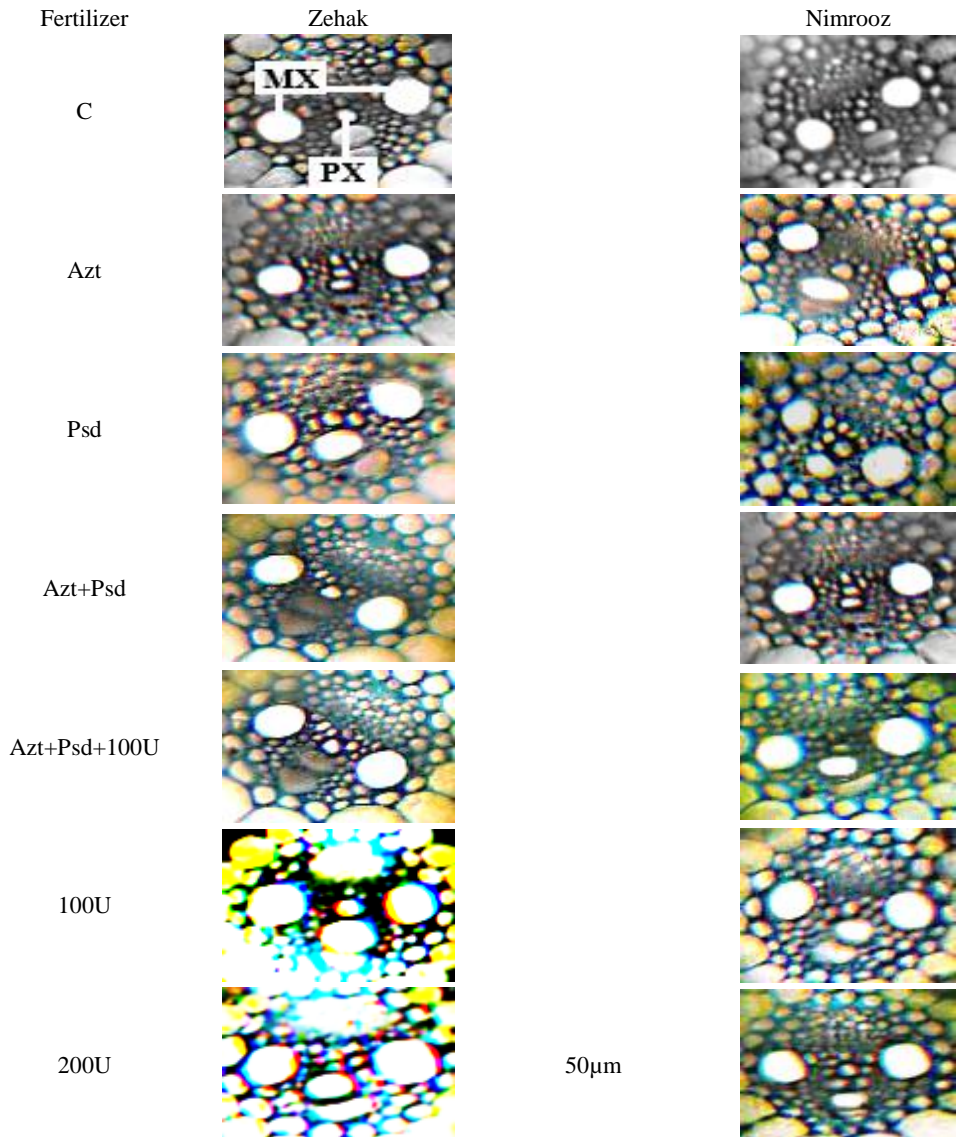 Fertilizer Zehak Nimrooz
C
MX
PX
Azt
Psd
Azt+Psd
Azt+Psd+100U
100U
200U 50µm